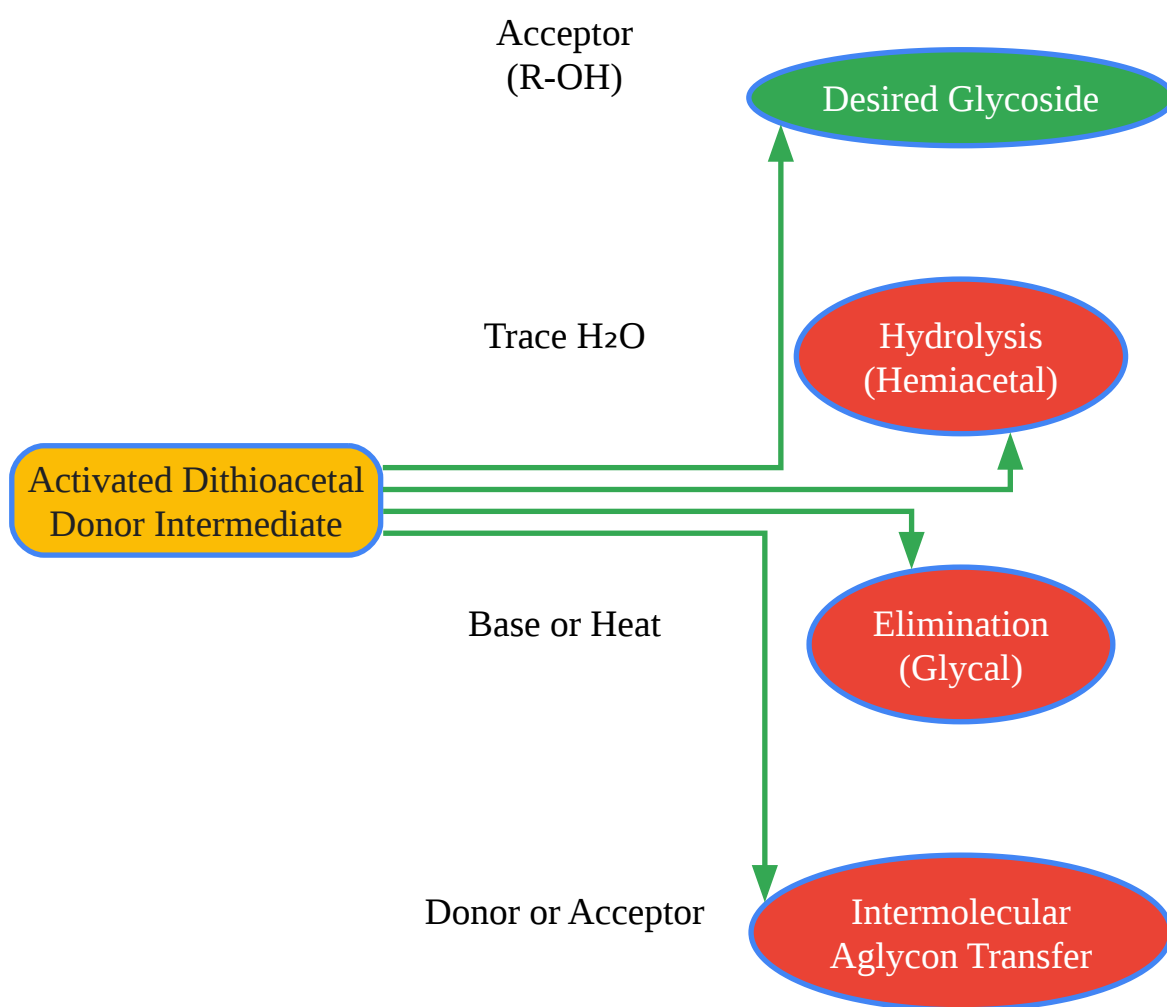 Acceptor
(R-OH)
Desired Glycoside
Trace H₂O
Hydrolysis
(Hemiacetal)
Activated Dithioacetal
Donor Intermediate
Base or Heat
Elimination
(Glycal)
Donor or Acceptor
Intermolecular
Aglycon Transfer